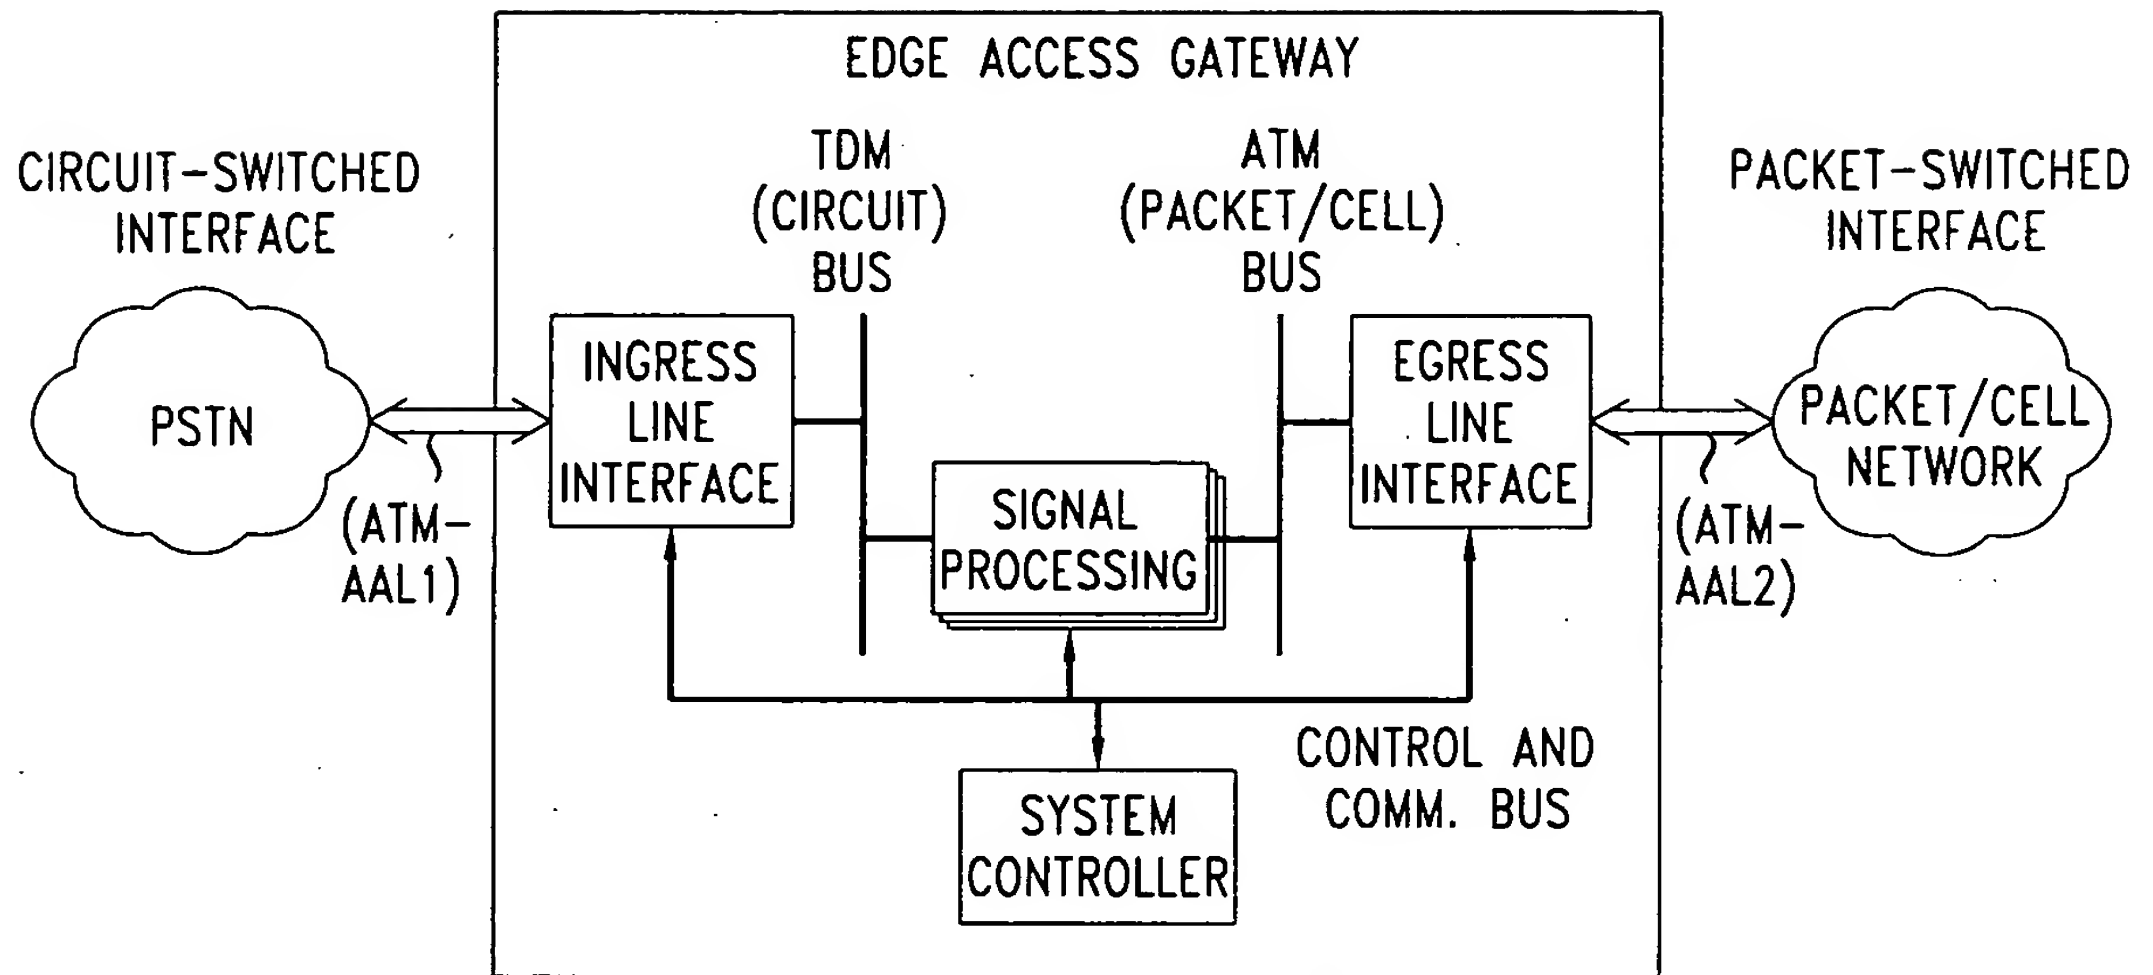 EDGE ACCESS GATEWAY
CIRCUIT-SWITCHED
INTERFACE
TDM
(CIRCUIT)
BUS
ATM
(PACKET/CELL)
BUS
PACKET-SWITCHED
INTERFACE
PSTN
(ATM-
AAL1)
INGRESS
LINE
INTERFACE
SIGNAL
PROCESSING
EGRESS
LINE
INTERFACE
(ATM-
AAL2)
PACKET/CELL
NETWORK
CONTROL AND
COMM. BUS
SYSTEM
CONTROLLER